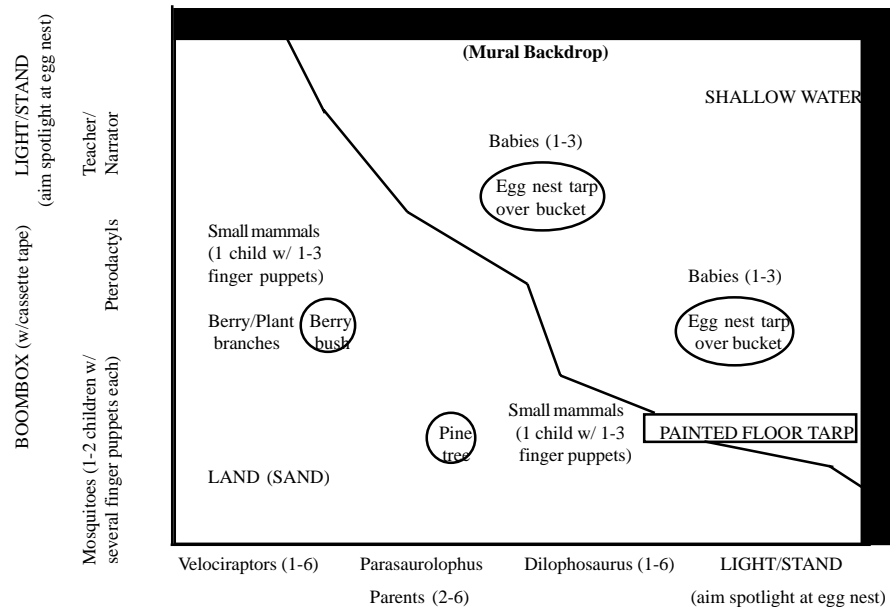 (Mural Backdrop)
SHALLOW WATER
Babies (1-3)
Egg nest tarp
over bucket
Small mammals
(1 child w/ 1-3
finger puppets)
Berry/Plant
branches
Berry
bush
Babies (1-3)
Egg nest tarp
over bucket
Small mammals
(1 child w/ 1-3
finger puppets)
PAINTED FLOOR TARP
Pine
tree
LAND (SAND)
LIGHT/STAND
(aim spotlight at egg nest)
Teacher/
Narrator
BOOMBOX (w/cassette tape)
Pterodactyls
Mosquitoes (1-2 children w/
several finger puppets each)
Velociraptors (1-6)
Parasaurolophus
Parents (2-6)
Dilophosaurus (1-6)
LIGHT/STAND
(aim spotlight at egg nest)